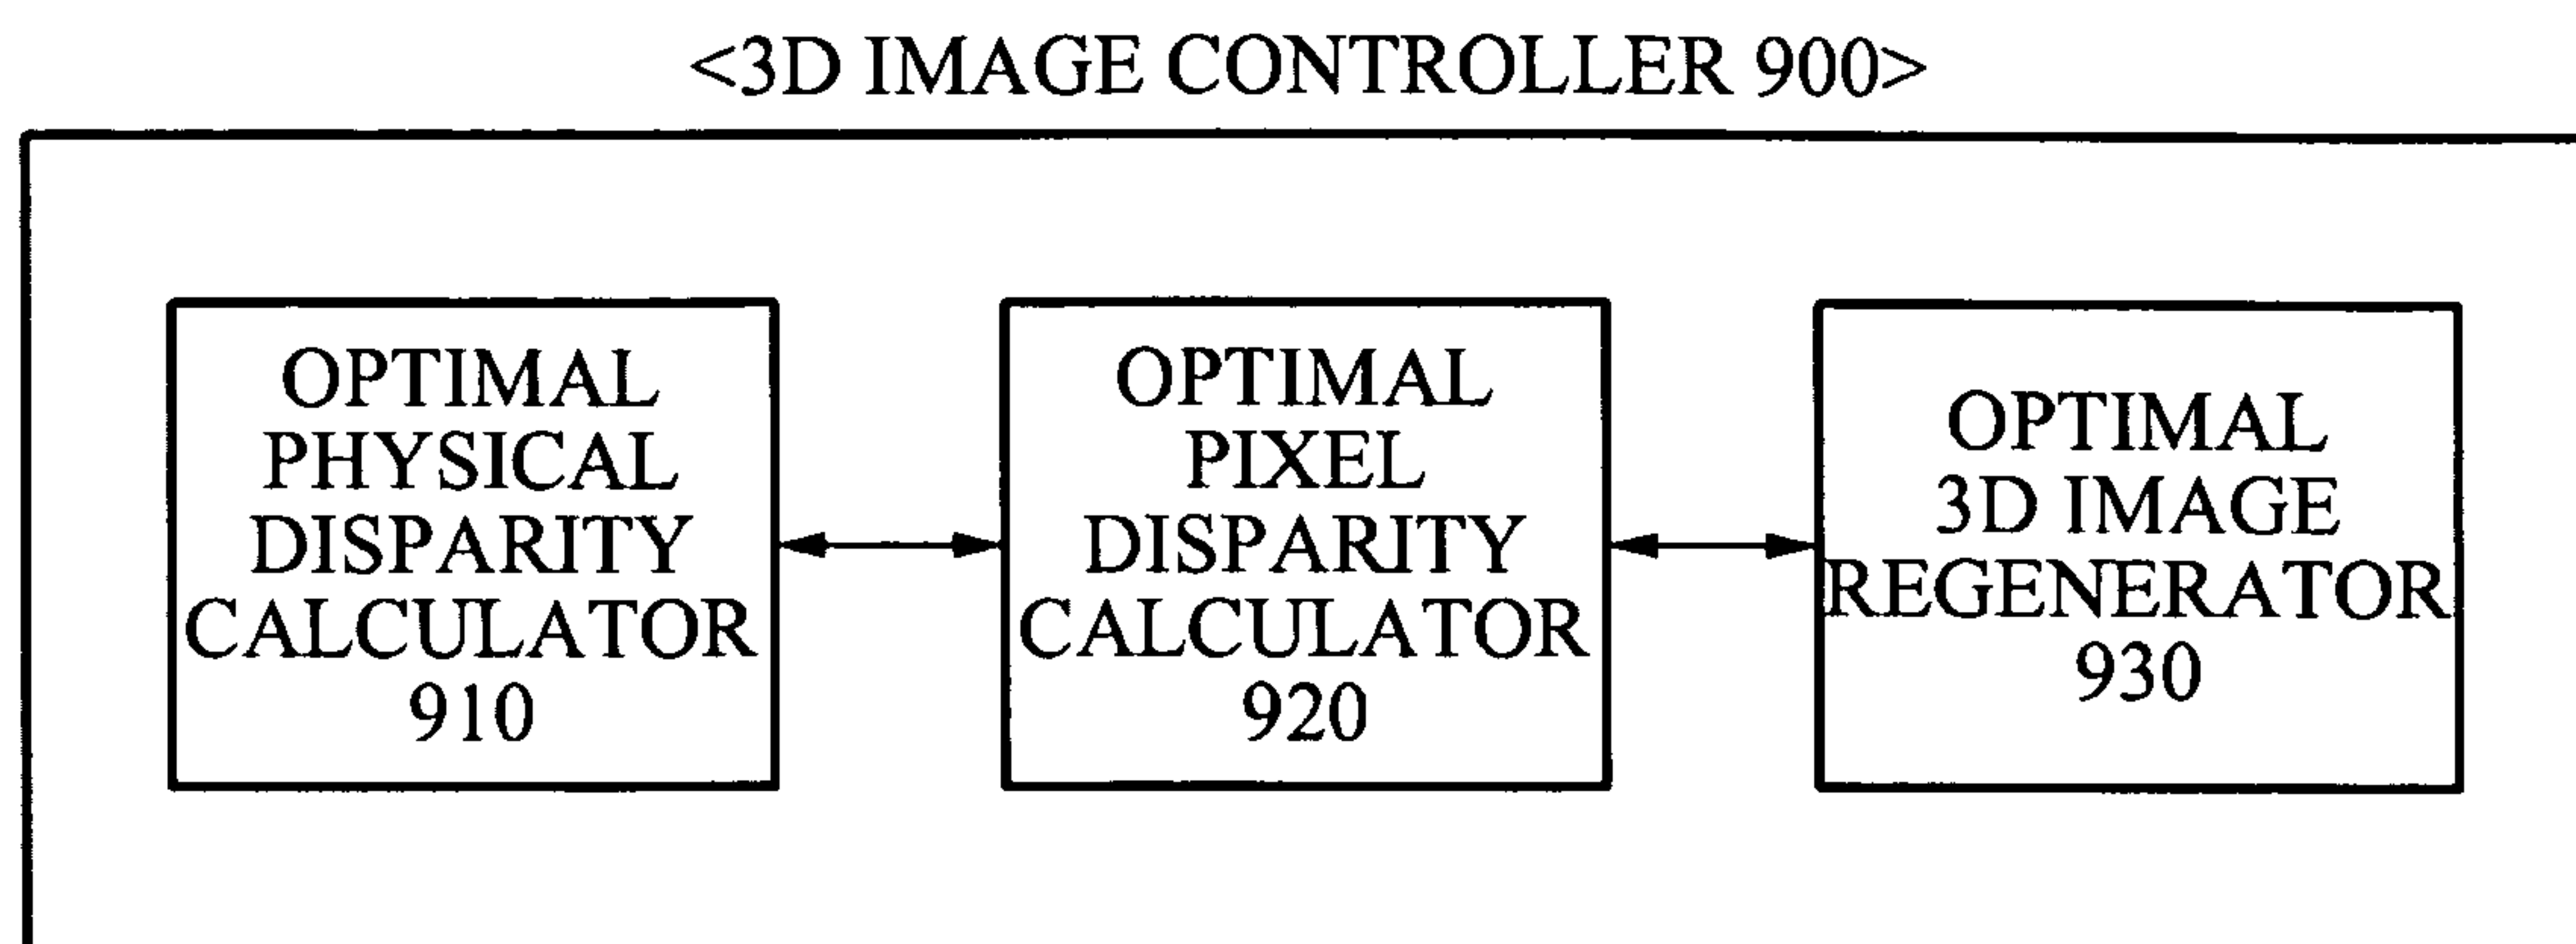 <3D IMAGE CONTROLLER 900>
OPTIMAL
PHYSICAL
DISPARITY
CALCULATOR
910
OPTIMAL
PIXEL
DISPARITY
CALCULATOR
920
OPTIMAL
3D IMAGE
REGENERATOR
930